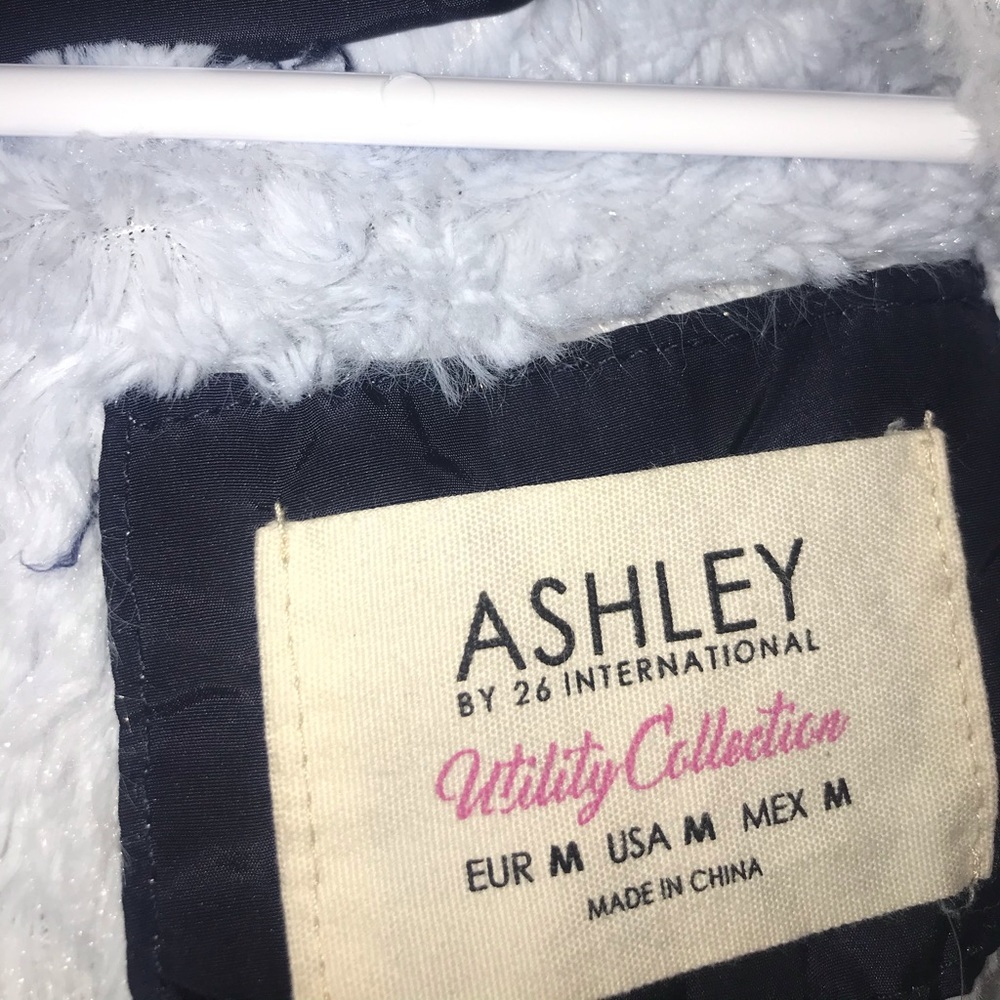 ASHLEY
BY 26 INTERNATIONAL
Utility Collection
EUR M USA M MEX M
MADE IN CHINA